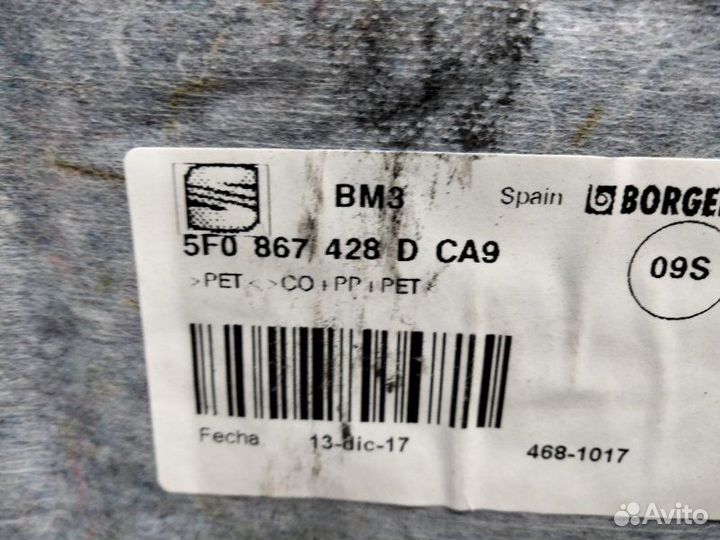 BM3 Spain BORGE
5F0 867 428 D CA9
09S
>PET<>CO+PP+PET<
Fecha 13-dic-17
468-1017
Avito